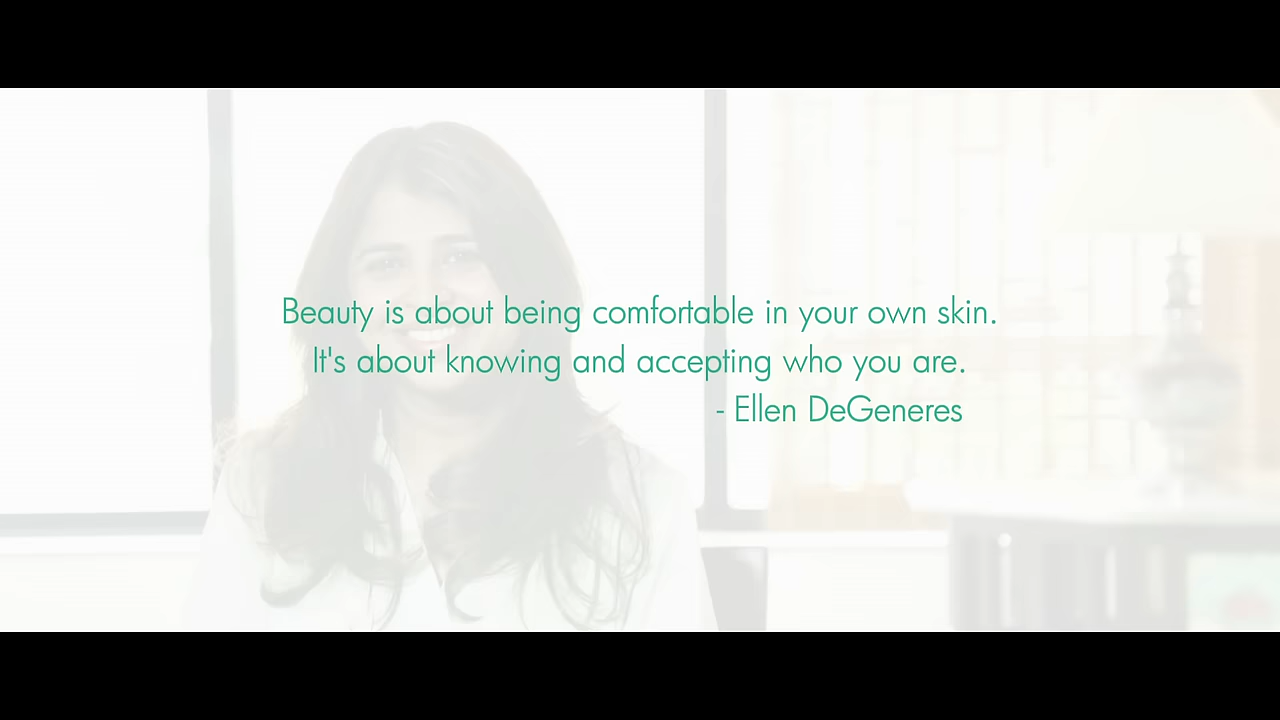 Beauty is about being comfortable in your own skin.
It's about knowing and accepting who you are.
- Ellen DeGeneres